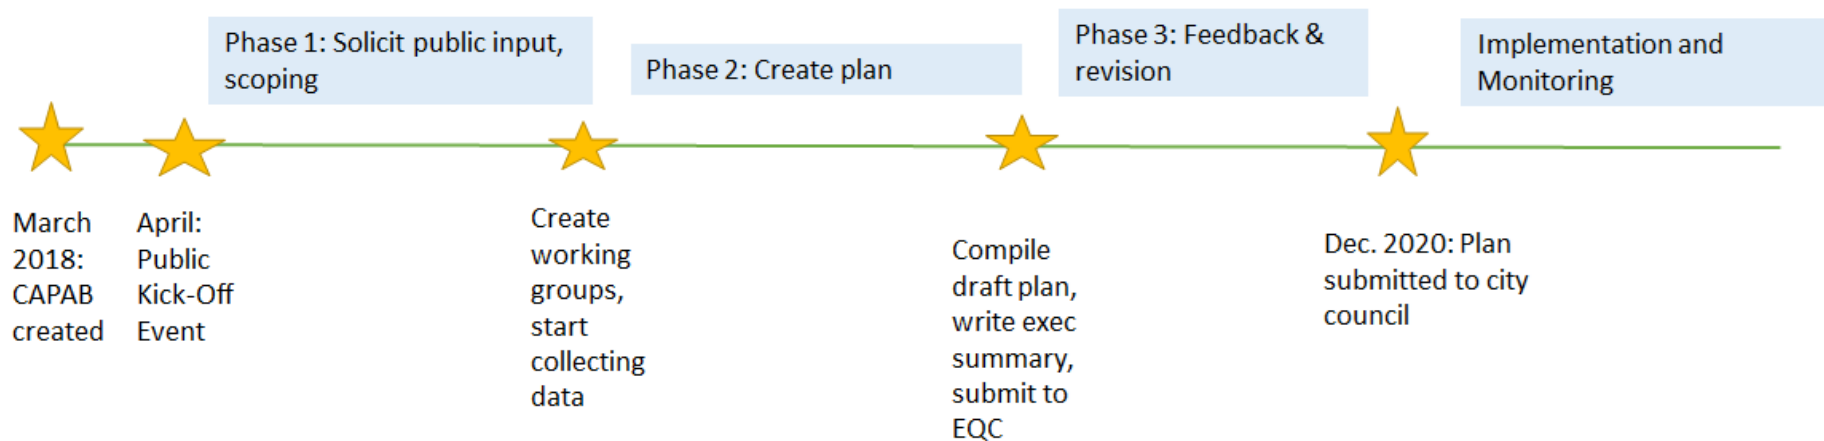 Phase 1: Solicit public input,
scoping
Phase 2: Create plan
Phase 3: Feedback &
revision
Implementation and
Monitoring
March
2018:
CAPAB
created
April:
Public
Kick-Off
Event
Create
working
groups,
start
collecting
data
Compile
draft plan,
write exec
summary,
submit to
EQC
Dec. 2020: Plan
submitted to city
council